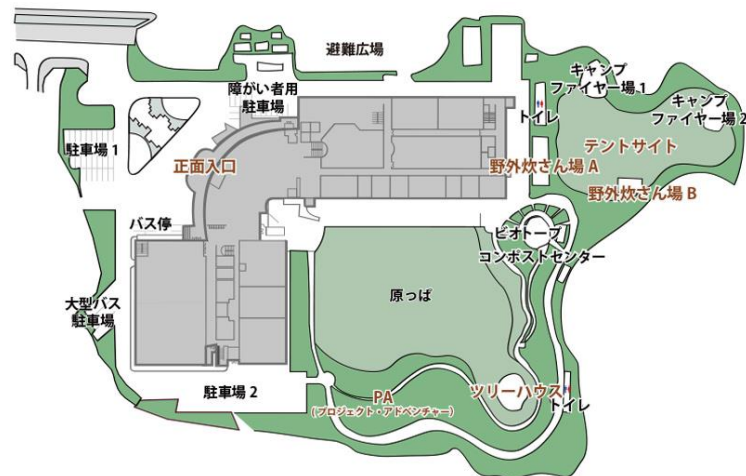 避難広場
障がい者用
駐車場
キャンプ
ファイヤー場 1
キャンプ
ファイヤー場 2
トイレ
テントサイト
駐車場 1
正面入口
野外炊さん場 A
野外炊さん場 B
バス停
ビオトープ
コンポストセンター
大型バス
駐車場
原っぱ
駐車場 2
PA
(プロジェクト・アドベンチャー)
ツリーハウス
トイレ